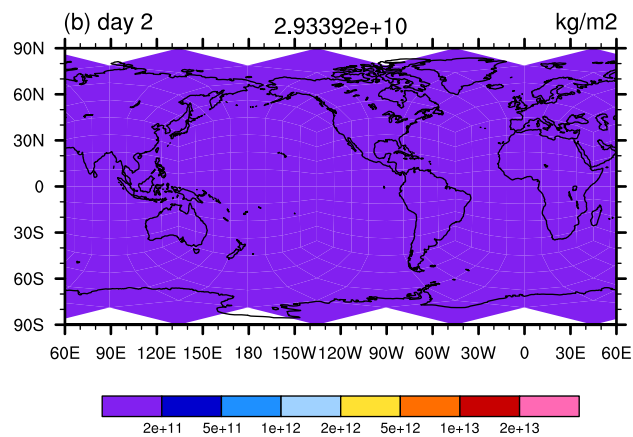 (b) day 2 2.93392e+10 kg/m2
90N
60N
30N
0
30S
60S
90S
60E 90E 120E 150E 180 150W 120W 90W 60W 30W 0 30E 60E
2e+11 5e+11 1e+12 2e+12 5e+12 1e+13 2e+13